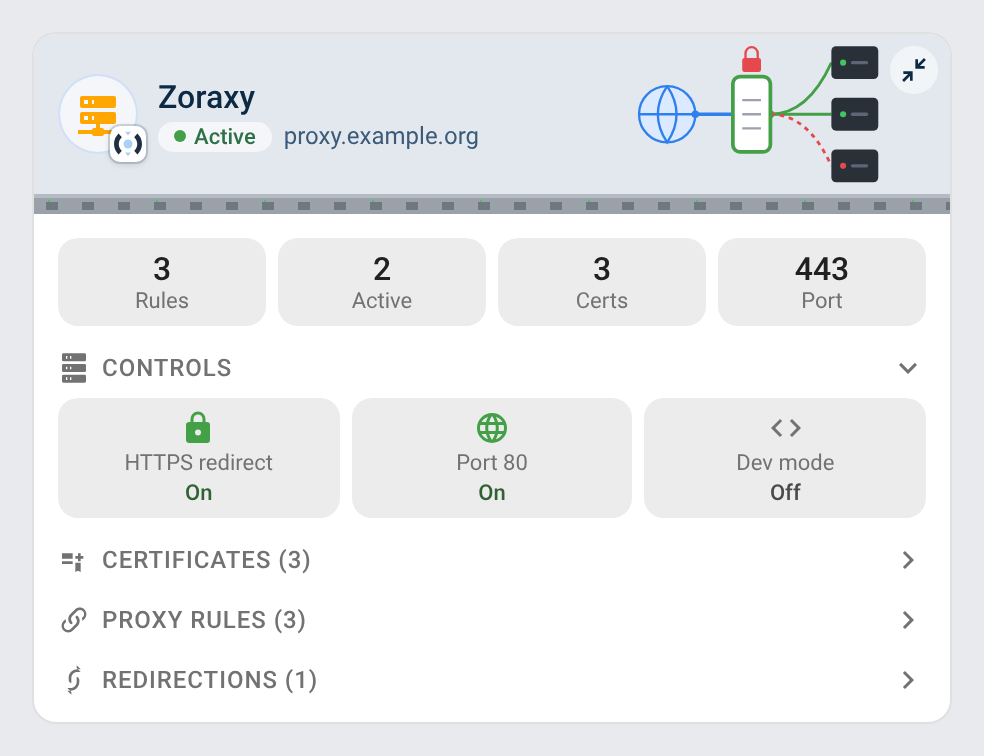 Zoraxy
Active proxy.example.org
3
Rules
2
Active
3
Certs
443
Port
CONTROLS
HTTPS redirect
On
Port 80
On
Dev mode
Off
CERTIFICATES (3)
PROXY RULES (3)
REDIRECTIONS (1)